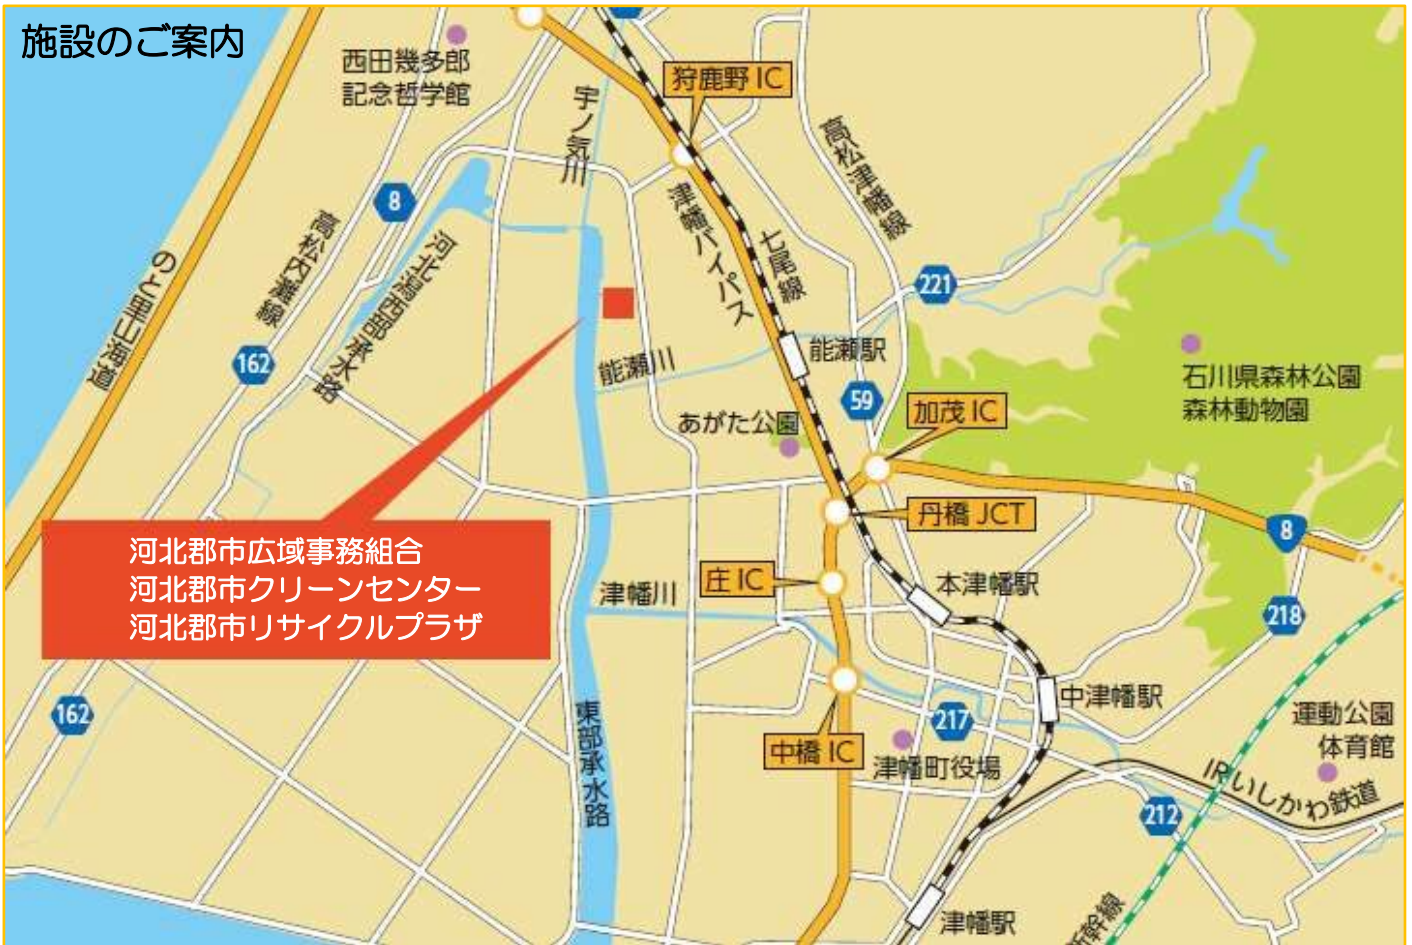 施設のご案内
西田幾多郎
記念哲学館
狩鹿野 IC
宇ノ気川
高松津幡線
8
津幡バイパス
七尾線
高松内灘線
河北潟西部承水路
のと里山海道
221
162
能瀬川
能瀬駅
石川県森林公園
森林動物園
59
加茂 IC
あがた公園
丹橋 JCT
8
河北郡市広域事務組合
河北郡市クリーンセンター
河北郡市リサイクルプラザ
津幡川
庄 IC
本津幡駅
218
162
東部承水路
中津幡駅
217
運動公園
体育館
中橋 IC
津幡町役場
IRいしかわ鉄道
212
津幡駅
新幹線